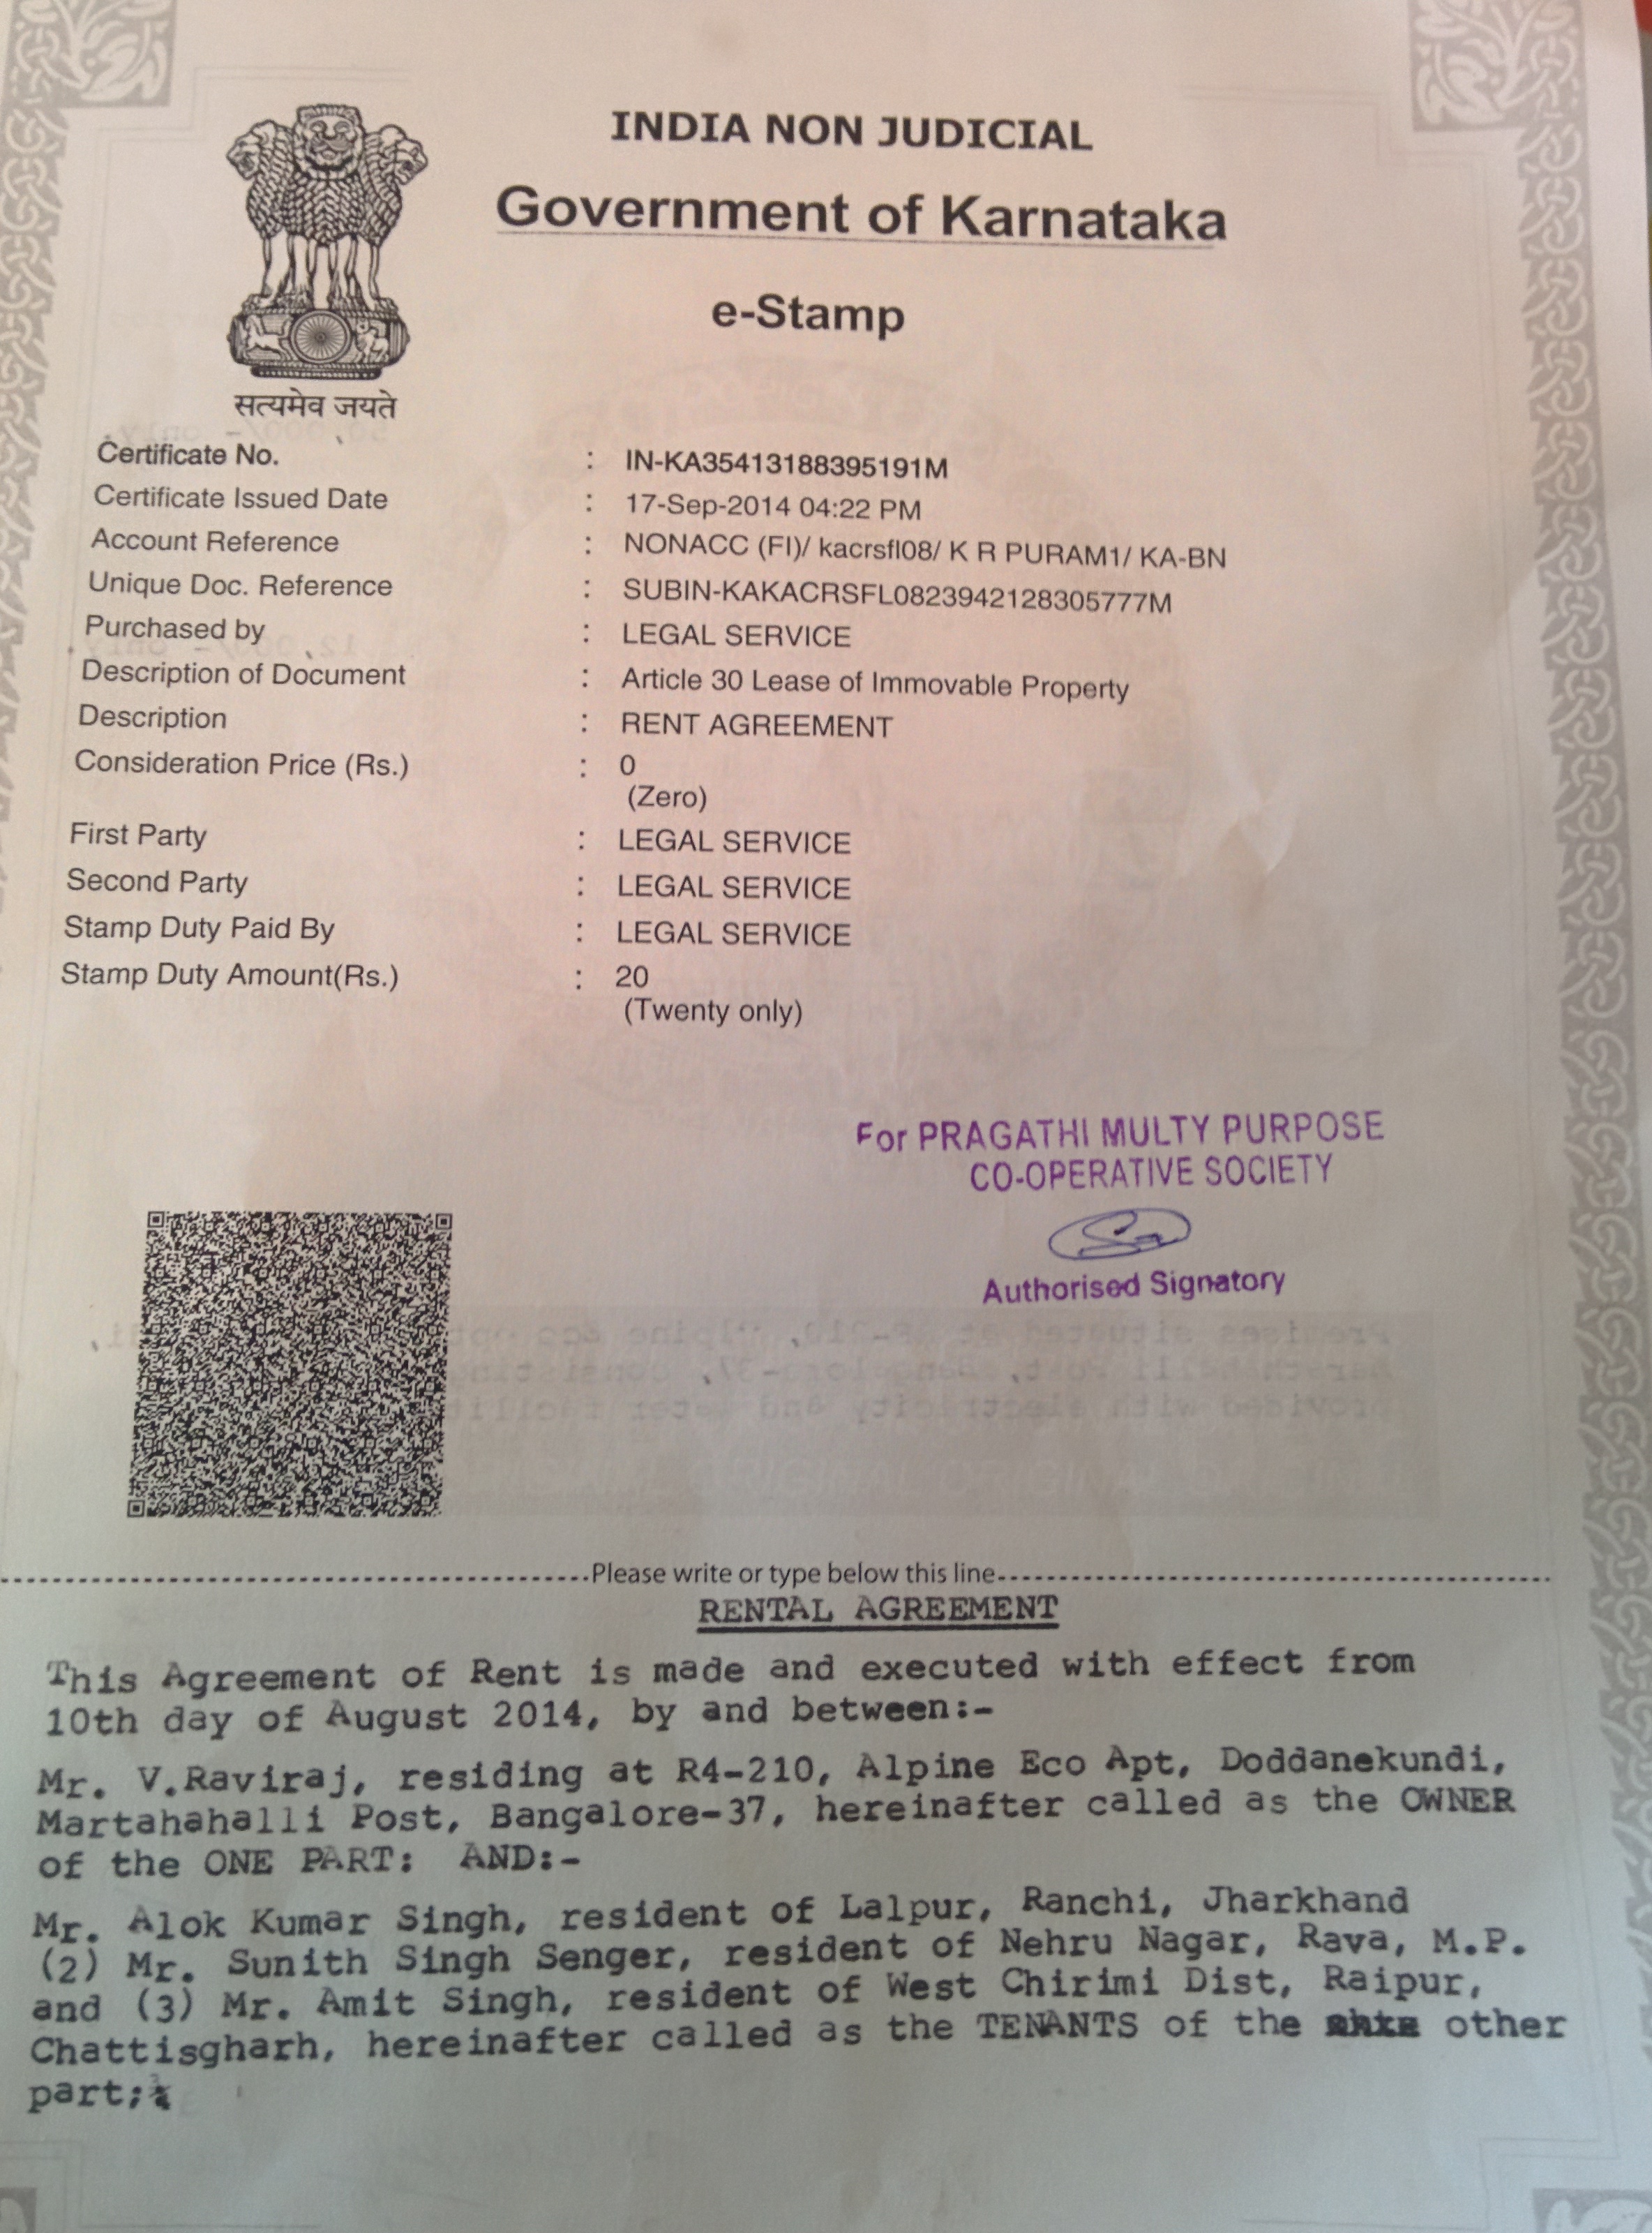 INDIA NON JUDICIAL
Government of Karnataka
e-Stamp
सत्यमेव जयते
Certificate No. : IN-KA35413188395191M
Certificate Issued Date : 17-Sep-2014 04:22 PM
Account Reference : NONACC (FI)/ kacrsfl08/ K R PURAM1/ KA-BN
Unique Doc. Reference : SUBIN-KAKACRSFL0823942128305777M
Purchased by : LEGAL SERVICE
Description of Document : Article 30 Lease of Immovable Property
Description : RENT AGREEMENT
Consideration Price (Rs.) : 0
(Zero)
First Party : LEGAL SERVICE
Second Party : LEGAL SERVICE
Stamp Duty Paid By : LEGAL SERVICE
Stamp Duty Amount(Rs.) : 20
(Twenty only)
For PRAGATHI MULTY PURPOSE
CO-OPERATIVE SOCIETY
Authorised Signatory
Please write or type below this line
RENTAL AGREEMENT
This Agreement of Rent is made and executed with effect from
10th day of August 2014, by and between:-
Mr. V.Raviraj, residing at R4-210, Alpine Eco Apt, Doddanekundi,
Martahahalli Post, Bangalore-37, hereinafter called as the OWNER
of the ONE PART: AND:-
Mr. Alok Kumar Singh, resident of Lalpur, Ranchi, Jharkhand
(2) Mr. Sunith Singh Senger, resident of Nehru Nagar, Rava, M.P.
and (3) Mr. Amit Singh, resident of West Chirimi Dist, Raipur,
Chattisgharh, hereinafter called as the TENANTS of the other
part;